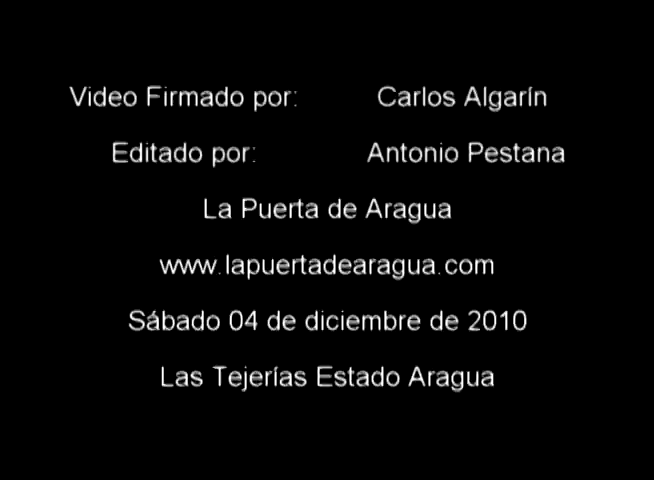 Video Firmado por: Carlos Algarín
Editado por: Antonio Pestana
La Puerta de Aragua
www.lapuertadearagua.com
Sábado 04 de diciembre de 2010
Las Tejerías Estado Aragua